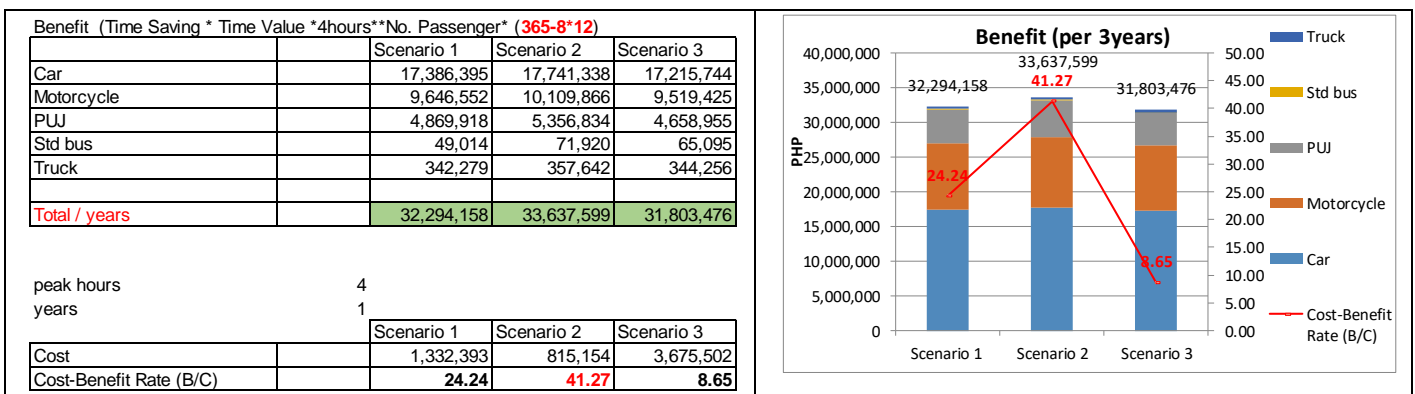 Benefit (Time Saving * Time Value *4hours**No. Passenger* (365-8*12)
Scenario 1 Scenario 2 Scenario 3
Car 17,386,395 17,741,338 17,215,744
Motorcycle 9,646,552 10,109,866 9,519,425
PUJ 4,869,918 5,356,834 4,658,955
Std bus 49,014 71,920 65,095
Truck 342,279 357,642 344,256
Total / years 32,294,158 33,637,599 31,803,476
peak hours 4
years 1
Scenario 1 Scenario 2 Scenario 3
Cost 1,332,393 815,154 3,675,502
Cost-Benefit Rate (B/C) 24.24 41.27 8.65
Benefit (per 3years)
PHP
40,000,000
35,000,000
30,000,000
25,000,000
20,000,000
15,000,000
10,000,000
5,000,000
0
32,294,158
33,637,599
31,803,476
24.24
41.27
8.65
Scenario 1 Scenario 2 Scenario 3
50.00
45.00
40.00
35.00
30.00
25.00
20.00
15.00
10.00
5.00
0.00
Truck
Std bus
PUJ
Motorcycle
Car
Cost-Benefit
Rate (B/C)